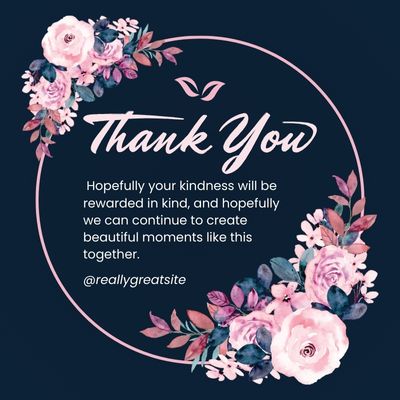 Thank You
Hopefully your kindness will be
rewarded in kind, and hopefully
we can continue to create
beautiful moments like this
together.
@reallygreatsite